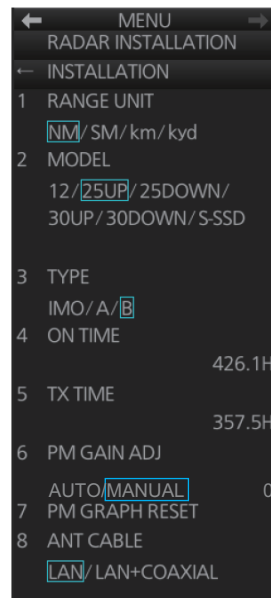 ← MENU →
RADAR INSTALLATION
← INSTALLATION
1 RANGE UNIT
NM/SM/km/kyd
2 MODEL
12/25UP/25DOWN/
30UP/30DOWN/S-SSD
3 TYPE
IMO/A/B
4 ON TIME
426.1H
5 TX TIME
357.5H
6 PM GAIN ADJ
AUTO/MANUAL 0
7 PM GRAPH RESET
8 ANT CABLE
LAN/LAN+COAXIAL